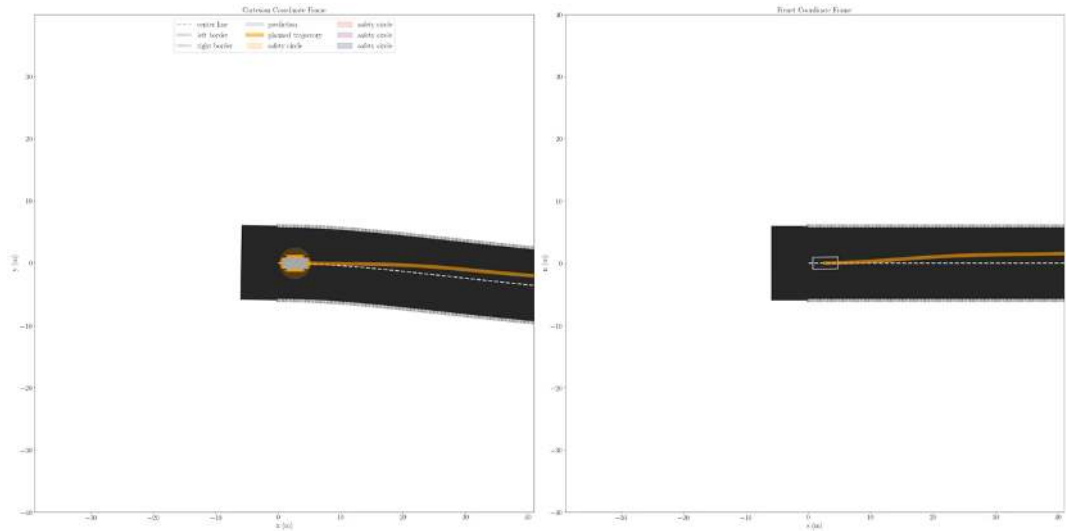 Cartesian Coordinate Frame
center line
left border
right border
prediction
planned trajectory
safety circle
safety circle
safety circle
safety circle
30
20
10
0
−10
−20
−30
−40
−30
−20
−10
0
10
20
30
40
y [m]
x [m]
Frenet Coordinate Frame
40
30
20
10
0
−10
−20
−30
−40
−30
−20
−10
0
10
20
30
40
n [m]
s [m]